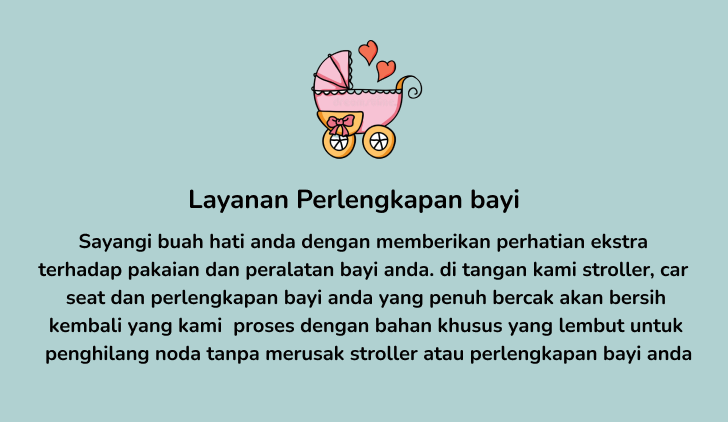 Layanan Perlengkapan bayi
Sayangi buah hati anda dengan memberikan perhatian ekstra
terhadap pakaian dan peralatan bayi anda. di tangan kami stroller, car
seat dan perlengkapan bayi anda yang penuh bercak akan bersih
kembali yang kami  proses dengan bahan khusus yang lembut untuk
penghilang noda tanpa merusak stroller atau perlengkapan bayi anda